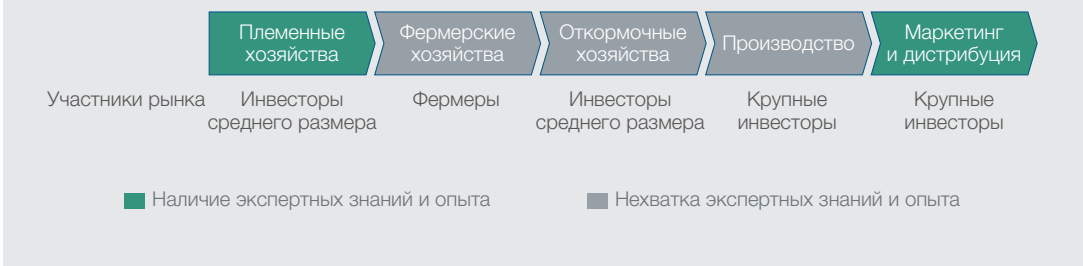 Племенные
хозяйства
Фермерские
хозяйства
Откормочные
хозяйства
Производство
Маркетинг
и дистрибуция
Участники рынка
Инвесторы
среднего размера
Фермеры
Инвесторы
среднего размера
Крупные
инвесторы
Крупные
инвесторы
Наличие экспертных знаний и опыта
Нехватка экспертных знаний и опыта